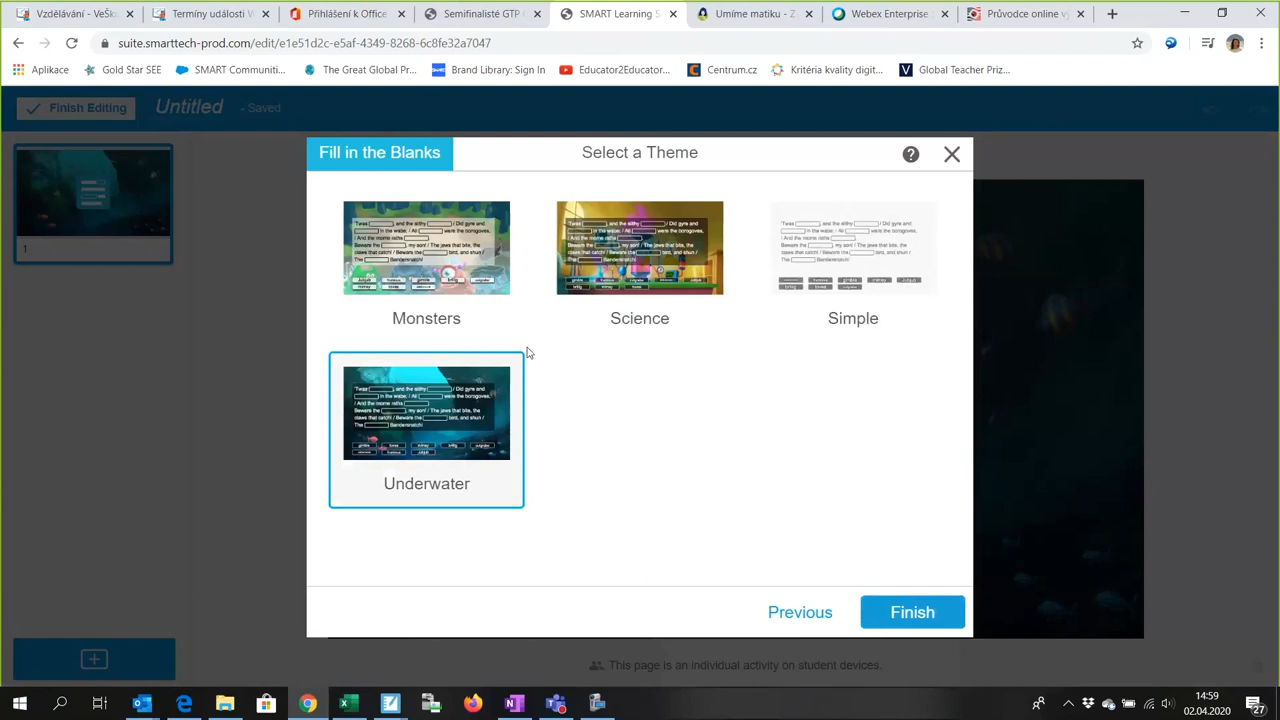 Vzdělávání - VeŠk
Termíny události W
Přihlášení k Office
Semifinalisté GTP C
SMART Learning S
Umíme matiku - Z
Webex Enterprise
Průvodce online v
suite.smarttech-prod.com/edit/e1e51d2c-e5af-4349-8268-6c8fe32a7047
Aplikace
Gold Star SEE
SMART Communiti...
The Great Global Pr...
Brand Library: Sign In
Educator2Educator...
Centrum.cz
Kritéria kvality digit...
Global Teacher Priz...
Finish Editing
Untitled
- Saved
Fill in the Blanks
Select a Theme
1
Monsters
Science
Simple
Underwater
Previous
Finish
This page is an individual activity on student devices.
14:59
02.04.2020
27